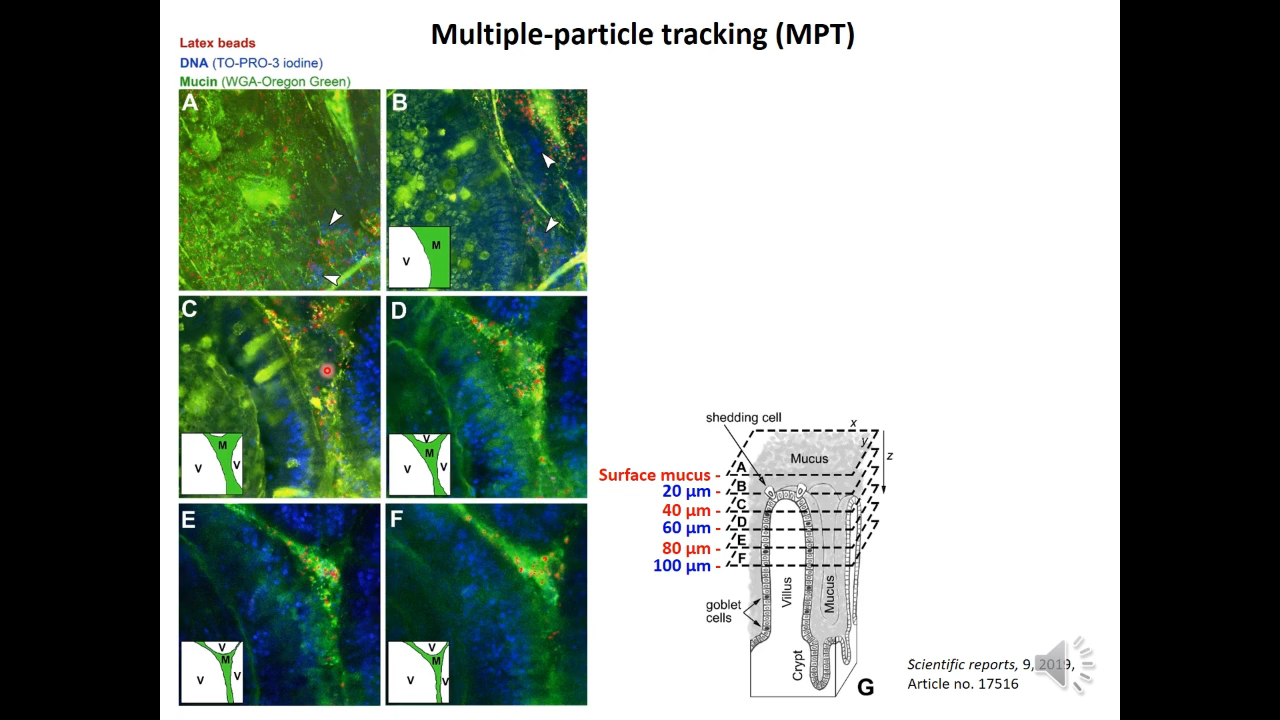 Multiple-particle tracking (MPT)
Latex beads
DNA (TO-PRO-3 iodine)
Mucin (WGA-Oregon Green)
A
B
V
M
C
M
V
V
D
V
V
M
V
E
V
M
V
V
F
V
M
V
V
shedding cell
x
y
z
Mucus
A
Surface mucus -
B
20 µm -
C
40 µm -
D
60 µm -
E
80 µm -
F
100 µm -
goblet
cells
Villus
Mucus
Crypt
G
Scientific reports, 9, 2019,
Article no. 17516